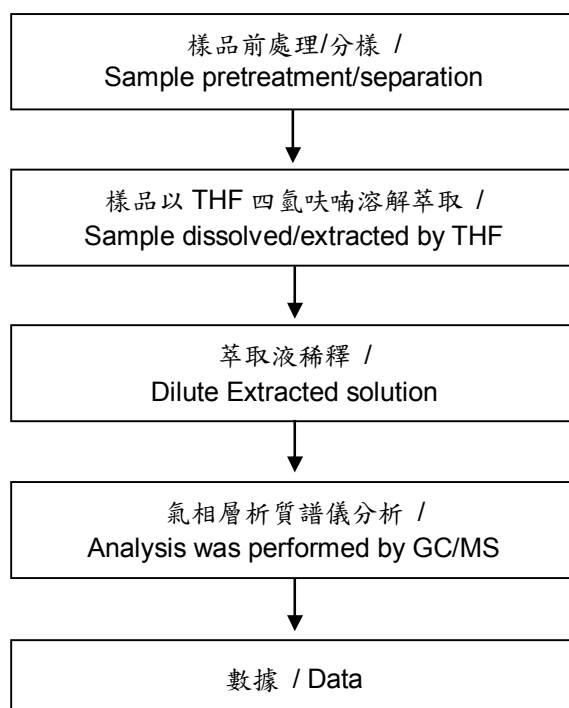 樣品前處理/分樣 /
Sample pretreatment/separation
樣品以 THF 四氫呋喃溶解萃取 /
Sample dissolved/extracted by THF
萃取液稀釋 /
Dilute Extracted solution
氣相層析質譜儀分析 /
Analysis was performed by GC/MS
數據 / Data